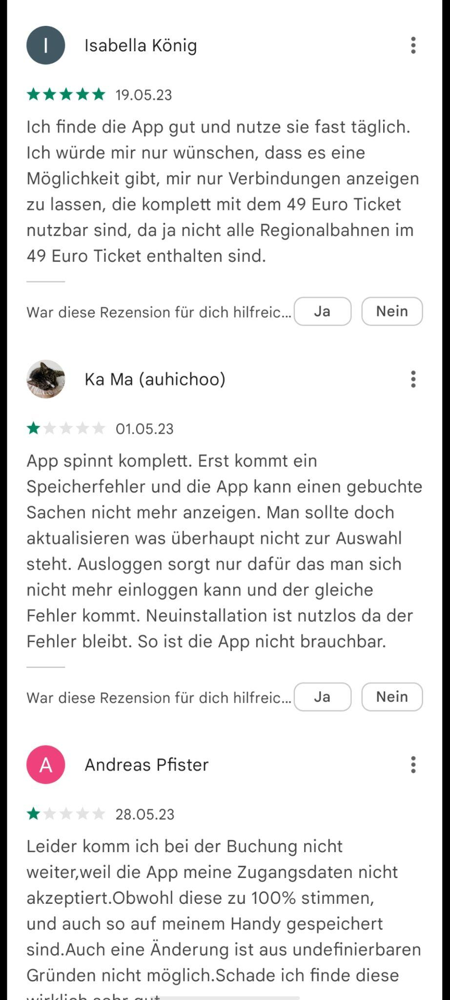 I
Isabella König
19.05.23
Ich finde die App gut und nutze sie fast täglich.
Ich würde mir nur wünschen, dass es eine
Möglichkeit gibt, mir nur Verbindungen anzeigen
zu lassen, die komplett mit dem 49 Euro Ticket
nutzbar sind, da ja nicht alle Regionalbahnen im
49 Euro Ticket enthalten sind.
War diese Rezension für dich hilfreic... Ja Nein
Ka Ma (auhichoo)
01.05.23
App spinnt komplett. Erst kommt ein
Speicherfehler und die App kann einen gebuchte
Sachen nicht mehr anzeigen. Man sollte doch
aktualisieren was überhaupt nicht zur Auswahl
steht. Ausloggen sorgt nur dafür das man sich
nicht mehr einloggen kann und der gleiche
Fehler kommt. Neuinstallation ist nutzlos da der
Fehler bleibt. So ist die App nicht brauchbar.
War diese Rezension für dich hilfreic... Ja Nein
A
Andreas Pfister
28.05.23
Leider komm ich bei der Buchung nicht
weiter,weil die App meine Zugangsdaten nicht
akzeptiert.Obwohl diese zu 100% stimmen,
und auch so auf meinem Handy gespeichert
sind.Auch eine Änderung ist aus undefinierbaren
Gründen nicht möglich.Schade ich finde diese
wirklich sehr gut